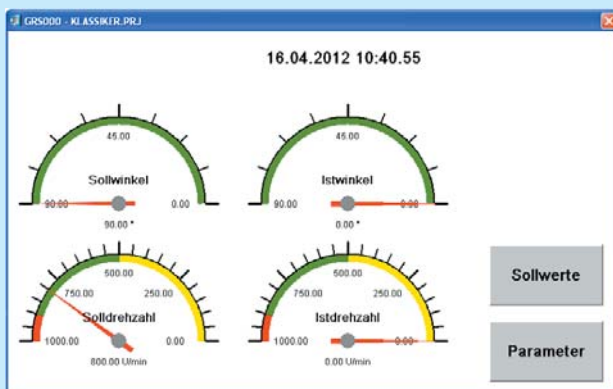 GRS000 - KLASSIKER.PRJ
16.04.2012 10:40.55
45.00
Sollwinkel
90.00 0.00
90.00 °
45.00
Istwinkel
90.00 0.00
0.00 °
500.00
750.00 250.00
Solldrehzahl
1000.00 0.00
800.00 U/min
500.00
750.00 250.00
Istdrehzahl
1000.00 0.00
0.00 U/min
Sollwerte
Parameter